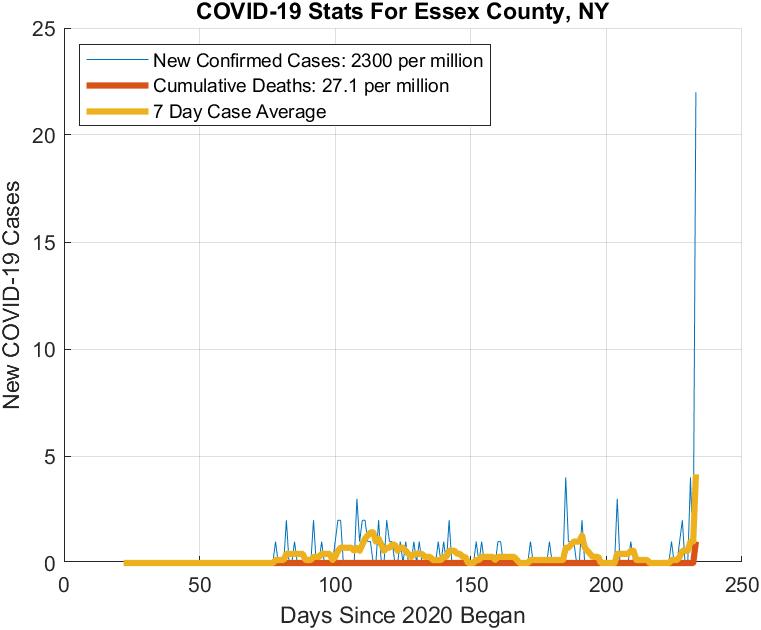 COVID-19 Stats For Essex County, NY
25
20
15
10
5
0
New COVID-19 Cases
New Confirmed Cases: 2300 per million
Cumulative Deaths: 27.1 per million
7 Day Case Average
0
50
100
150
200
250
Days Since 2020 Began